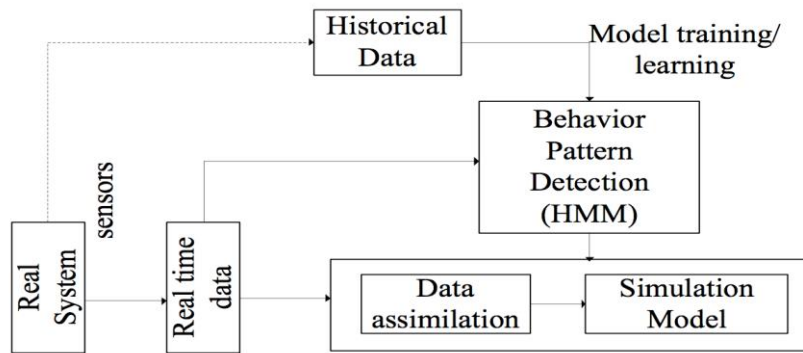 Historical
Data
Model training/
learning
Behavior
Pattern
Detection
(HMM)
sensors
Real
System
Real time
data
Data
assimilation
Simulation
Model